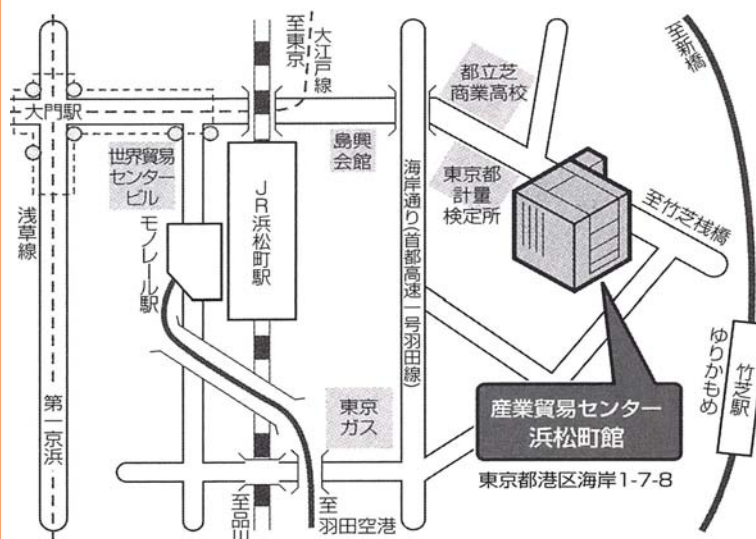 至東京
大江戸線
至新橋
都立芝
商業高校
大門駅
島興
会館
世界貿易
センター
ビル
東京都
計量
検定所
JR浜松町駅
海岸通り(首都高速一号羽田線)
至竹芝桟橋
浅草線
モノレール駅
ゆりかもめ
竹芝駅
産業貿易センター
浜松町館
東京
ガス
第一京浜
東京都港区海岸1-7-8
至品川
至
羽田空港